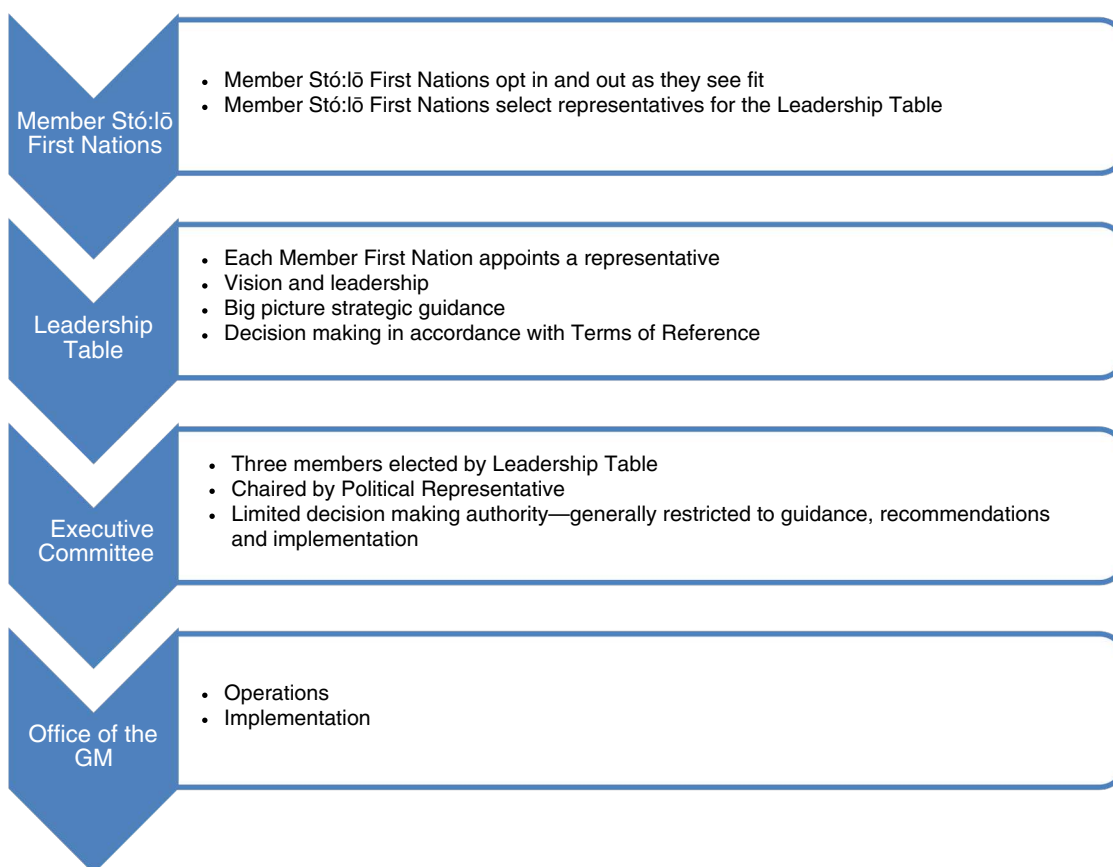 Member Stó:lō
First Nations
• Member Stó:lō First Nations opt in and out as they see fit
• Member Stó:lō First Nations select representatives for the Leadership Table
Leadership
Table
• Each Member First Nation appoints a representative
• Vision and leadership
• Big picture strategic guidance
• Decision making in accordance with Terms of Reference
Executive
Committee
• Three members elected by Leadership Table
• Chaired by Political Representative
• Limited decision making authority—generally restricted to guidance, recommendations
and implementation
Office of the
GM
• Operations
• Implementation